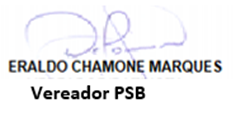 ERALDO CHAMONE MARQUES
Vereador PSB